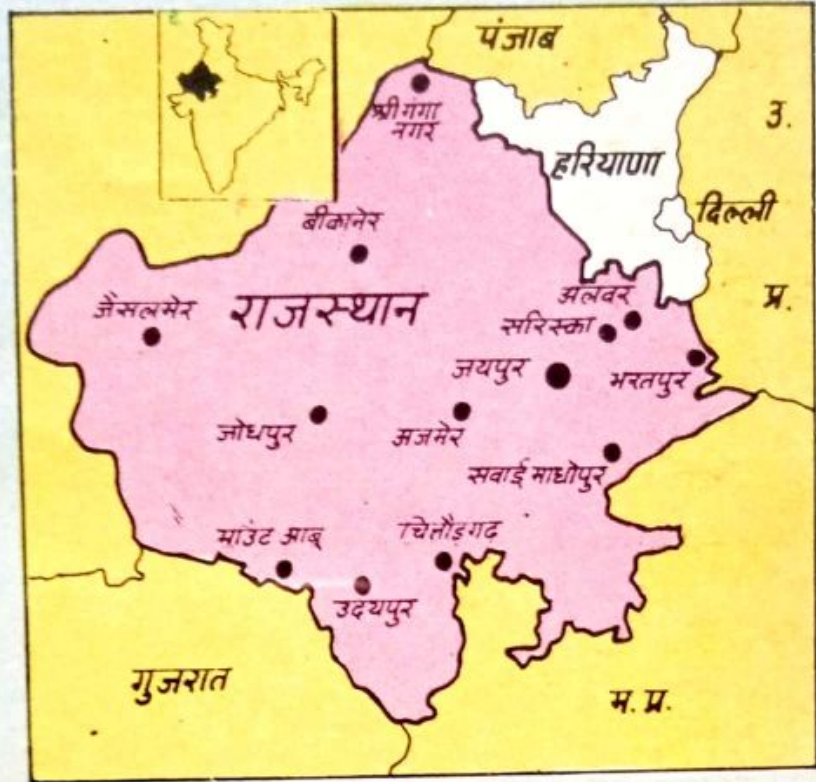 पंजाब
श्री गंगा
नगर
उ.
हरियाणा
दिल्ली
बीकानेर
प्र.
अलवर
जैसलमेर
राजस्थान
सरिस्का
जयपुर
भरतपुर
जोधपुर
अजमेर
सवाई माधोपुर
माउंट आबू
चित्तौड़गढ़
उदयपुर
गुजरात
म. प्र.